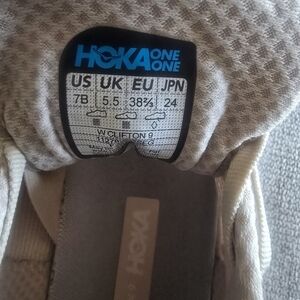 HOKA ONE ONE
US UK EU JPN
7B 5.5 38⅔ 24
W CLIFTON 9
HOKA